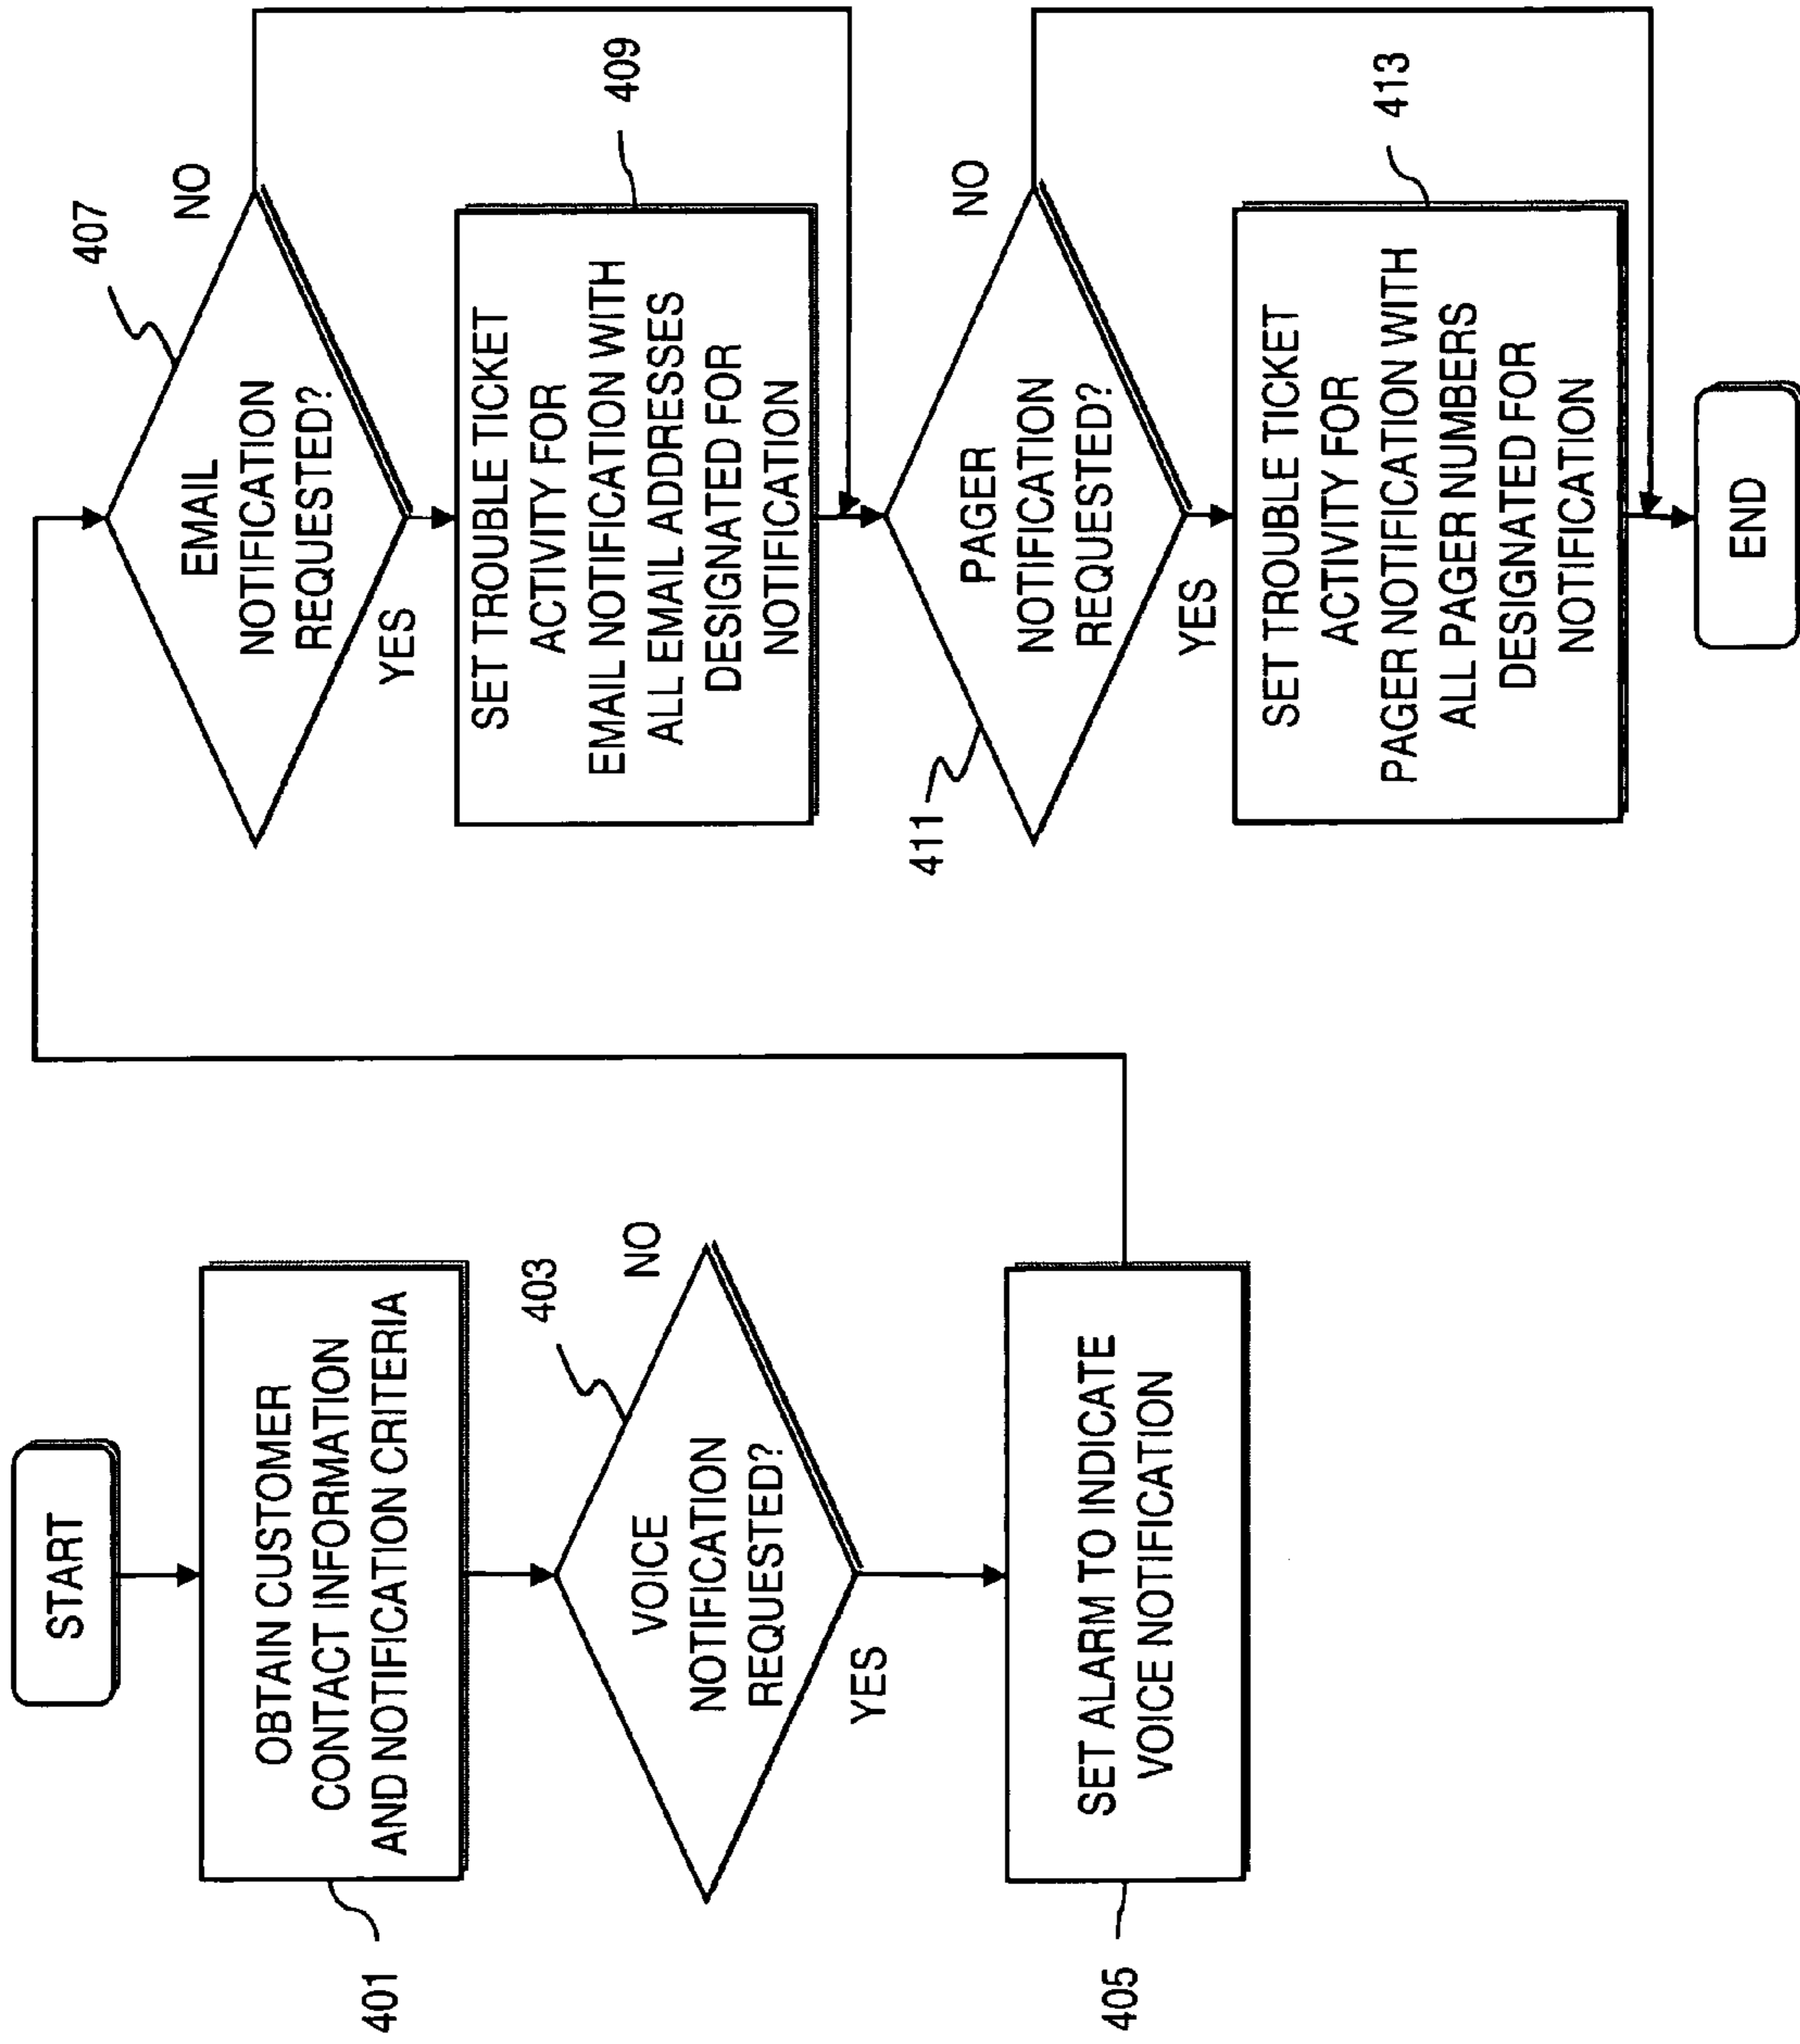 START
OBTAIN CUSTOMER
CONTACT INFORMATION
AND NOTIFICATION CRITERIA
401
VOICE
NOTIFICATION
REQUESTED?
403
NO
YES
SET ALARM TO INDICATE
VOICE NOTIFICATION
405
EMAIL
NOTIFICATION
REQUESTED?
407
NO
YES
SET TROUBLE TICKET
ACTIVITY FOR
EMAIL NOTIFICATION WITH
ALL EMAIL ADDRESSES
DESIGNATED FOR
NOTIFICATION
409
PAGER
NOTIFICATION
REQUESTED?
411
NO
YES
SET TROUBLE TICKET
ACTIVITY FOR
PAGER NOTIFICATION WITH
ALL PAGER NUMBERS
DESIGNATED FOR
NOTIFICATION
413
END